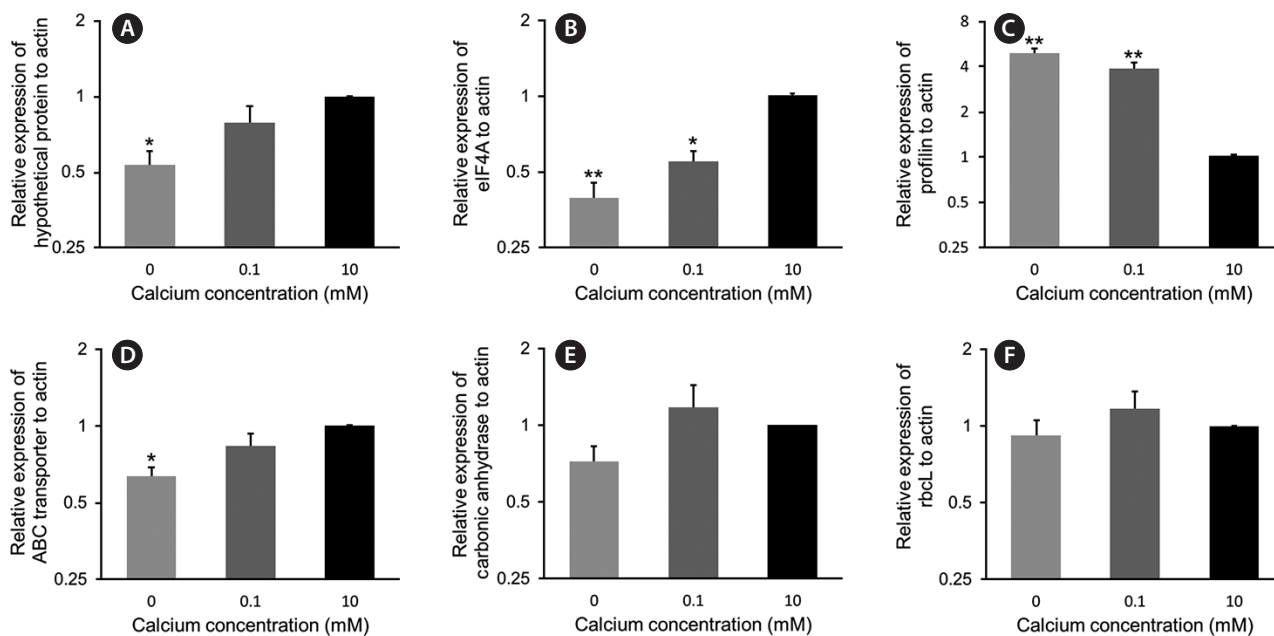 A
Relative expression of
hypothetical protein to actin
2
1
0.5
0.25
*
0
0.1
10
Calcium concentration (mM)
B
Relative expression of
eIF4A to actin
2
1
0.5
0.25
**
*
0
0.1
10
Calcium concentration (mM)
C
Relative expression of
profilin to actin
8
4
2
1
0.5
0.25
**
**
0
0.1
10
Calcium concentration (mM)
D
Relative expression of
ABC transporter to actin
2
1
0.5
0.25
*
0
0.1
10
Calcium concentration (mM)
E
Relative expression of
carbonic anhydrase to actin
2
1
0.5
0.25
0
0.1
10
Calcium concentration (mM)
F
Relative expression of
rbcL to actin
2
1
0.5
0.25
0
0.1
10
Calcium concentration (mM)